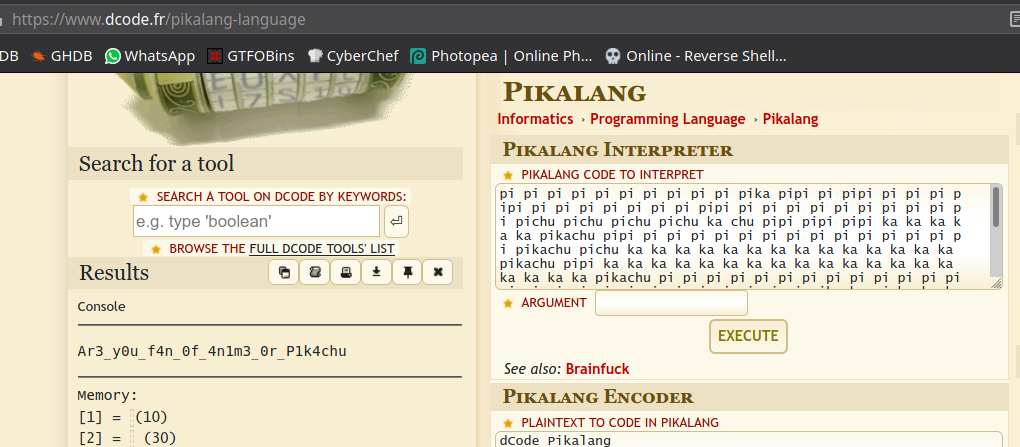 https://www.dcode.fr/pikalang-language
DB GHDB WhatsApp GTFOBins CyberChef Photopea | Online Ph... Online - Reverse Shell...
Search for a tool
SEARCH A TOOL ON DCODE BY KEYWORDS:
e.g. type 'boolean'
BROWSE THE FULL DCODE TOOLS' LIST
Results
Console
Ar3_y0u_f4n_0f_4n1m3_0r_P1k4chu
Memory:
[1] = (10)
[2] = (30)
PIKALANG
Informatics › Programming Language › Pikalang
PIKALANG INTERPRETER
PIKALANG CODE TO INTERPRET
pi pi pi pi pi pi pi pi pi pi pika pipi pi pipi pi pi pi p
ipi pi pi pi pi pi pi pi pipi pi pi pi pi pi pi pi pi pi p
i pichu pichu pichu pichu ka chu pipi pipi pipi ka ka ka k
a ka pikachu pipi pi pi pi pi pi pi pi pi pi pi pi pi pi p
i pikachu pichu ka ka ka ka ka ka ka ka ka ka ka ka ka ka
pikachu pipi ka ka ka ka ka ka ka ka ka ka ka ka ka ka ka
ka ka ka ka pikachu pi pi pi pi pi pi pi pi pi pi pi pi pi
ARGUMENT
EXECUTE
See also: Brainfuck
PIKALANG ENCODER
PLAINTEXT TO CODE IN PIKALANG
dCode Pikalang